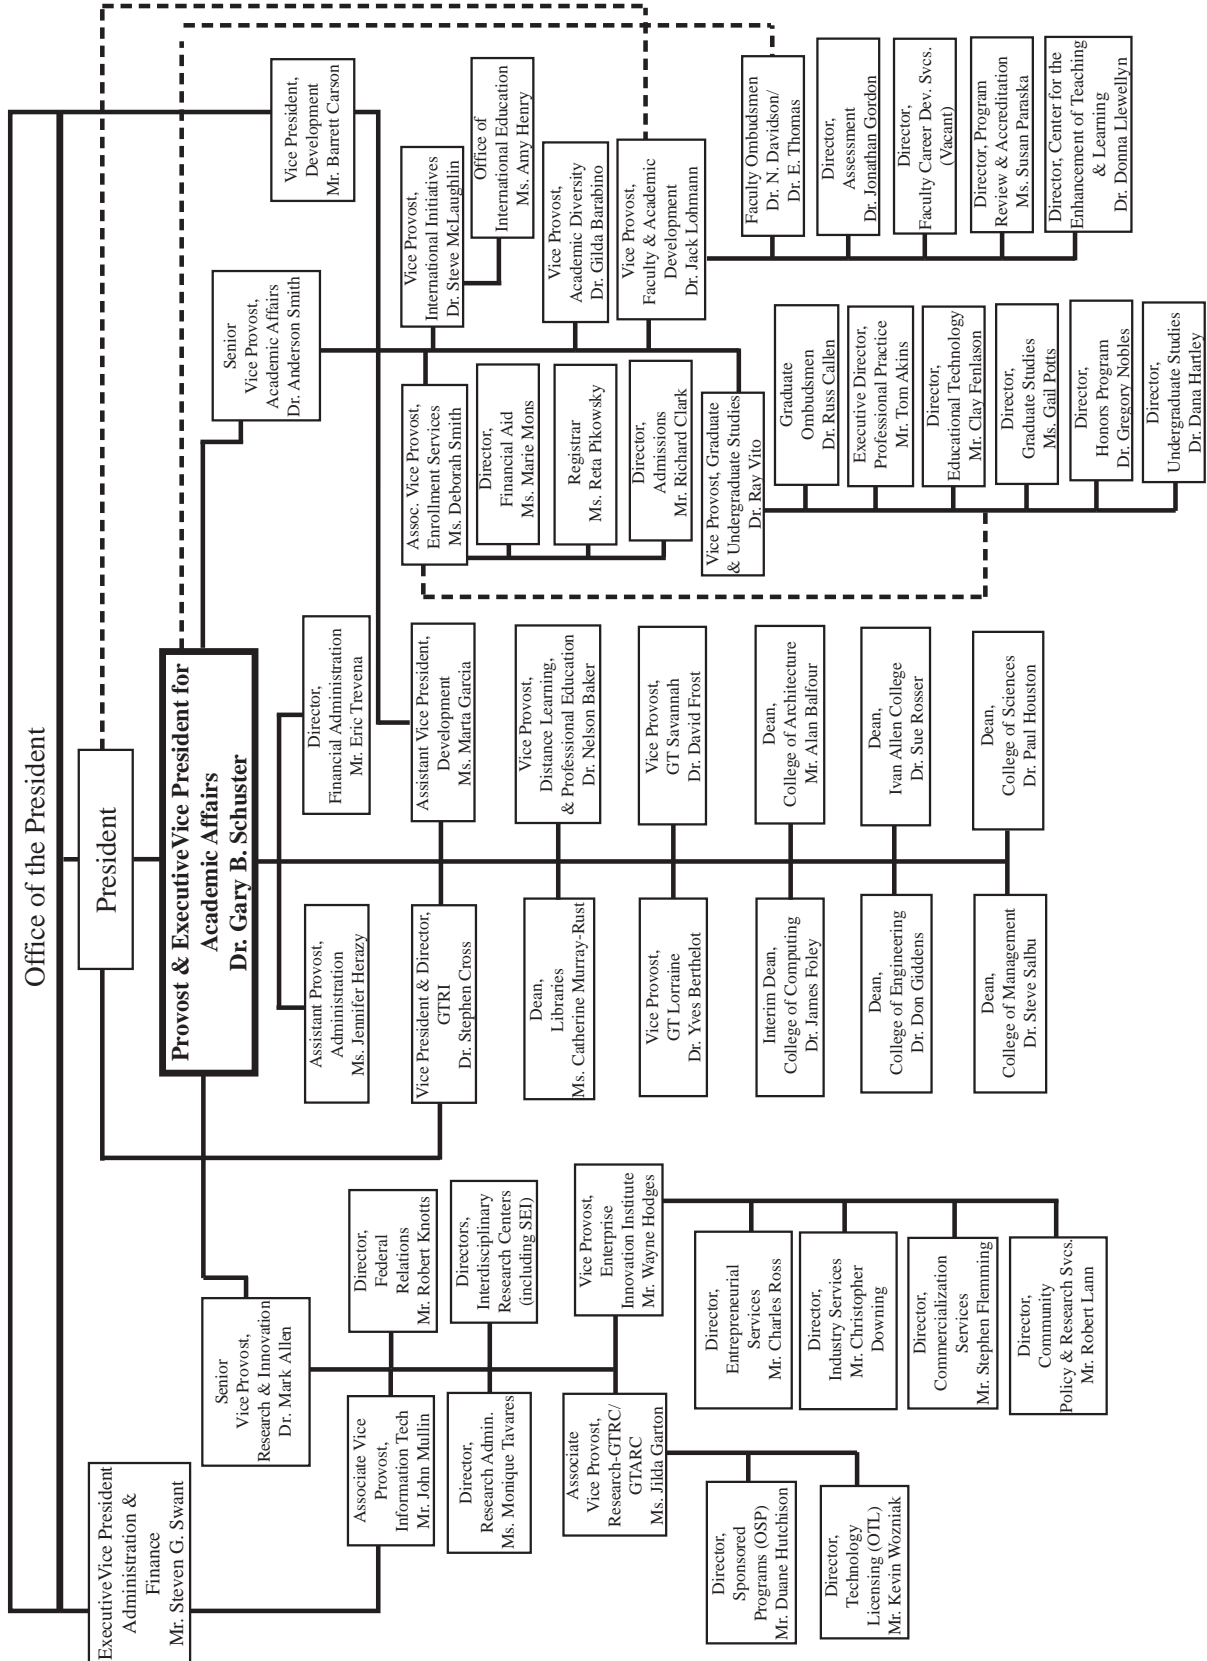 Office of the President
President
Provost & ExecutiveVice President for
Academic Affairs
Dr. Gary B. Schuster
ExecutiveVice President
Administration &
Finance
Mr. Steven G. Swant
Vice President,
Development
Mr. Barrett Carson
Senior
Vice Provost,
Research & Innovation
Dr. Mark Allen
Senior
Vice Provost,
Academic Affairs
Dr. Anderson Smith
Assistant Provost,
Administration
Ms. Jennifer Herazy
Director,
Financial Administration
Mr. Eric Trevena
Associate Vice
Provost,
Information Tech
Mr. John Mullin
Director,
Federal
Relations
Mr. Robert Knotts
Director,
Research Admin.
Ms. Monique Tavares
Directors,
Interdisciplinary
Research Centers
(including SEI)
Associate
Vice Provost,
Research-GTRC/
GTARC
Ms. Jilda Garton
Vice Provost,
Enterprise
Innovation Institute
Mr. Wayne Hodges
Director,
Sponsored
Programs (OSP)
Mr. Duane Hutchison
Director,
Technology
Licensing (OTL)
Mr. Kevin Wozniak
Director,
Entrepreneurial
Services
Mr. Charles Ross
Director,
Industry Services
Mr. Christopher
Downing
Director,
Commercialization
Services
Mr. Stephen Flemming
Director,
Community
Policy & Research Svcs.
Mr. Robert Lann
Vice President & Director,
GTRI
Dr. Stephen Cross
Assistant Vice President,
Development
Ms. Marta Garcia
Dean,
Libraries
Ms. Catherine Murray-Rust
Vice Provost,
Distance Learning,
& Professional Education
Dr. Nelson Baker
Vice Provost,
GT Lorraine
Dr. Yves Berthelot
Vice Provost,
GT Savannah
Dr. David Frost
Interim Dean,
College of Computing
Dr. James Foley
Dean,
College of Architecture
Mr. Alan Balfour
Dean,
College of Engineering
Dr. Don Giddens
Dean,
Ivan Allen College
Dr. Sue Rosser
Dean,
College of Management
Dr. Steve Salbu
Dean,
College of Sciences
Dr. Paul Houston
Assoc. Vice Provost,
Enrollment Services
Ms. Deborah Smith
Director,
Financial Aid
Ms. Marie Mons
Registrar
Ms. Reta Pikowsky
Director,
Admissions
Mr. Richard Clark
Vice Provost, Graduate
& Undergraduate Studies
Dr. Ray Vito
Graduate
Ombudsmen
Dr. Russ Callen
Executive Director,
Professional Practice
Mr. Tom Akins
Director,
Educational Technology
Mr. Clay Fenlason
Director,
Graduate Studies
Ms. Gail Potts
Director,
Honors Program
Dr. Gregory Nobles
Director,
Undergraduate Studies
Dr. Dana Hartley
Vice Provost,
International Initiatives
Dr. Steve McLaughlin
Office of
International Education
Ms. Amy Henry
Vice Provost,
Academic Diversity
Dr. Gilda Barabino
Vice Provost,
Faculty & Academic
Development
Dr. Jack Lohmann
Faculty Ombudsmen
Dr. N. Davidson/
Dr. E. Thomas
Director,
Assessment
Dr. Jonathan Gordon
Director,
Faculty Career Dev. Svcs.
(Vacant)
Director, Program
Review & Accreditation
Ms. Susan Paraska
Director, Center for the
Enhancement of Teaching
& Learning
Dr. Donna Llewellyn